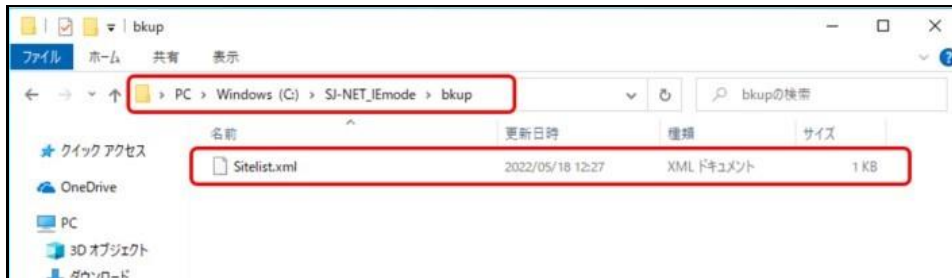 bkup
ファイル ホーム 共有 表示
PC > Windows (C:) > SJ-NET_IEmode > bkup bkupの検索
名前 更新日時 種類 サイズ
Sitelist.xml 2022/05/18 12:27 XML ドキュメント 1 KB
クイック アクセス
OneDrive
PC
3D オブジェクト
ダウンロード